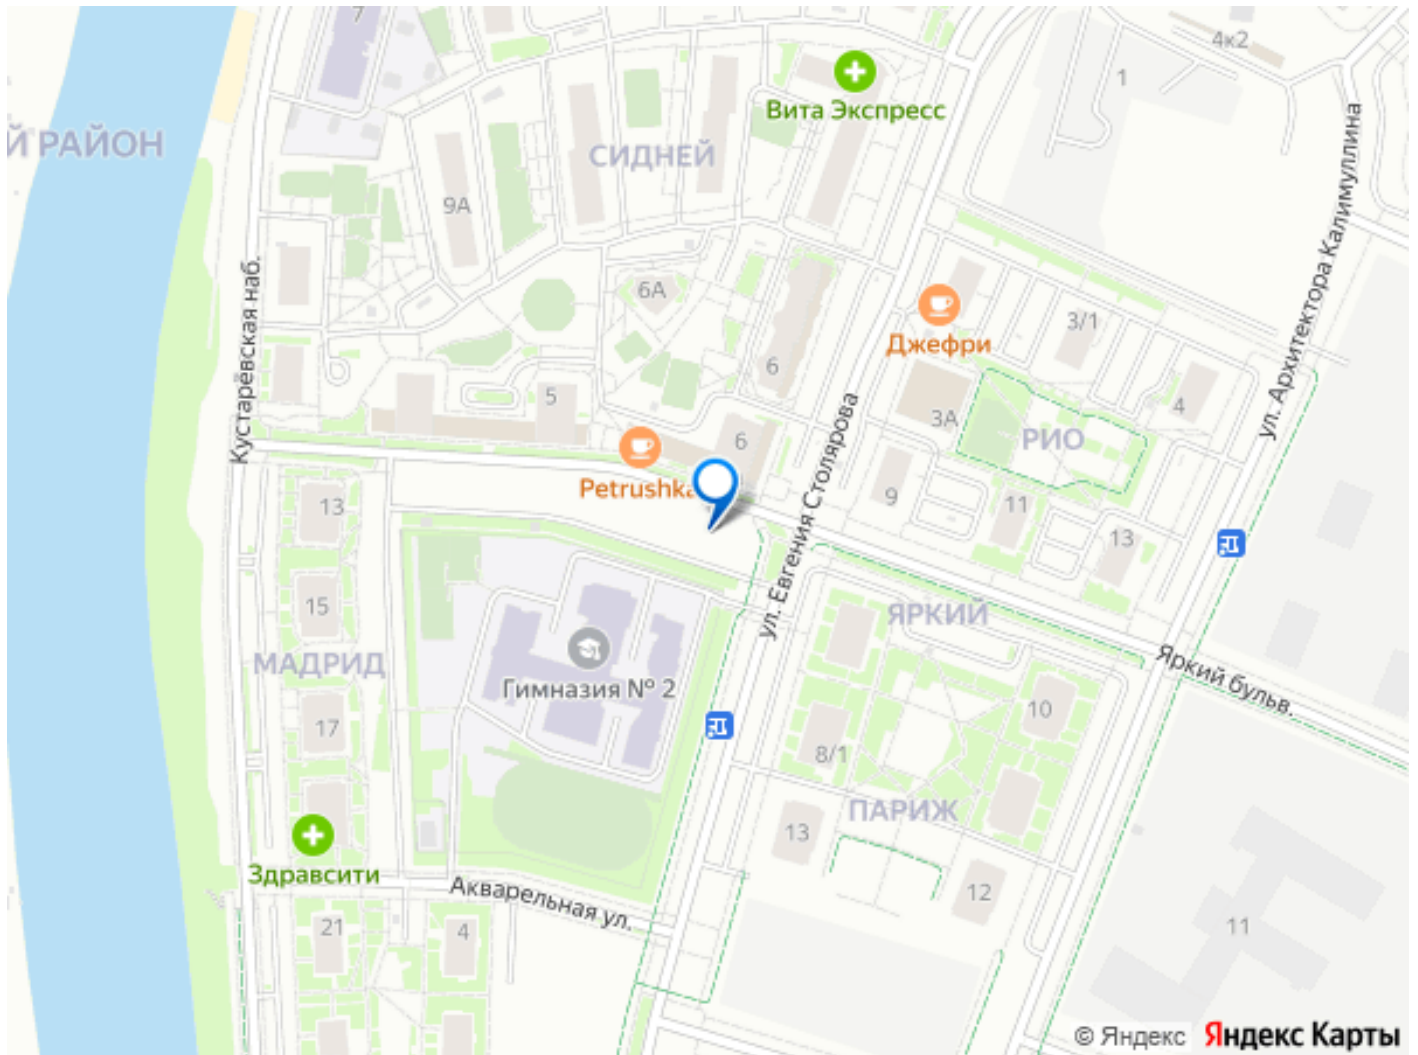 7
4к2
1
Вита Экспресс
Й РАЙОН
СИДНЕЙ
9А
6А
Кустарёвская наб.
ул. Архитектора Калимуллина
3/1
Джефри
6
5
4
3А
РИО
6
ул. Евгения Столярова
Petrushka
9
13
11
13
15
ЯРКИЙ
МАДРИД
Яркий бульв.
Гимназия № 2
17
10
8/1
ПАРИЖ
13
Здравсити
Акварельная ул.
12
21
4
11
© Яндекс Яндекс Карты